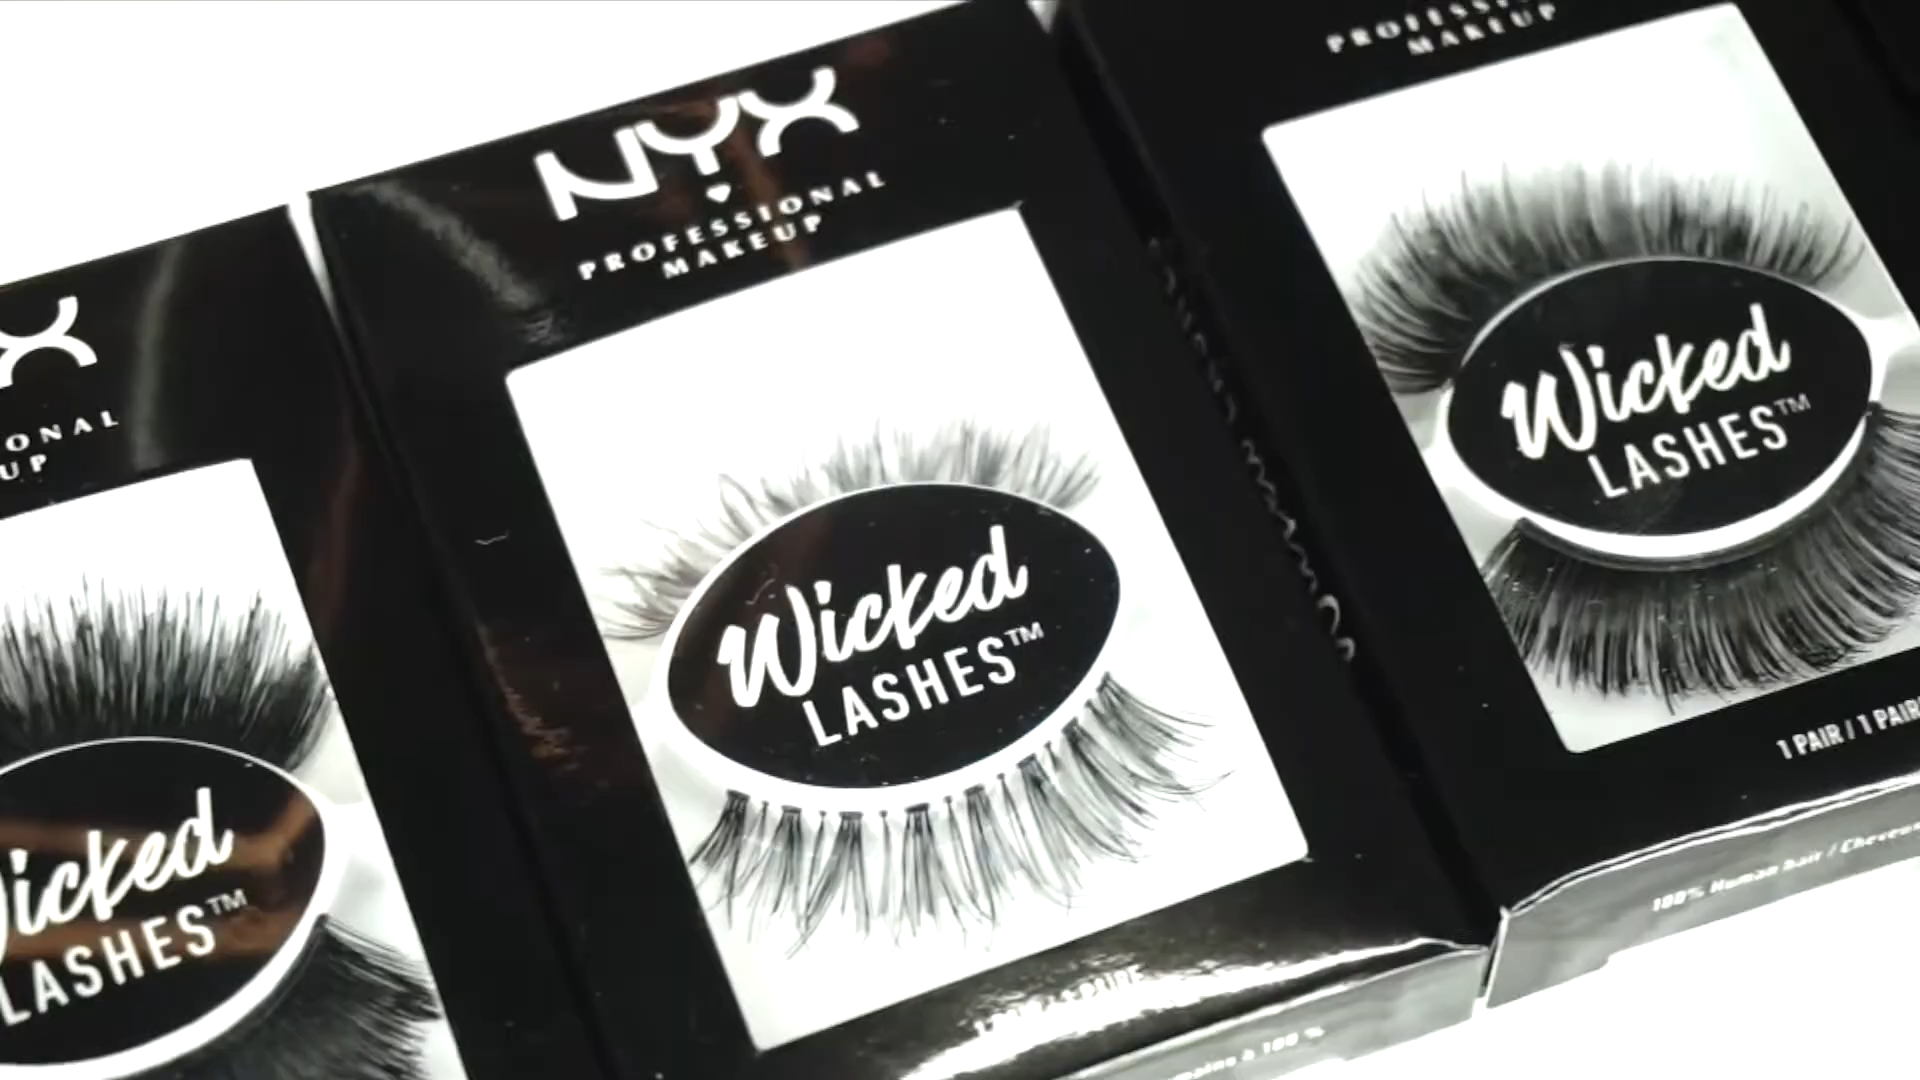 X
ONAL
UP
Wicked
LASHES™
NYX
PROFESSIONAL
MAKEUP
Wicked
LASHES™
à 100 %
PROFESSIONAL
MAKEUP
Wicked
LASHES™
1 PAIR / 1 PAIR
100% Human hair /